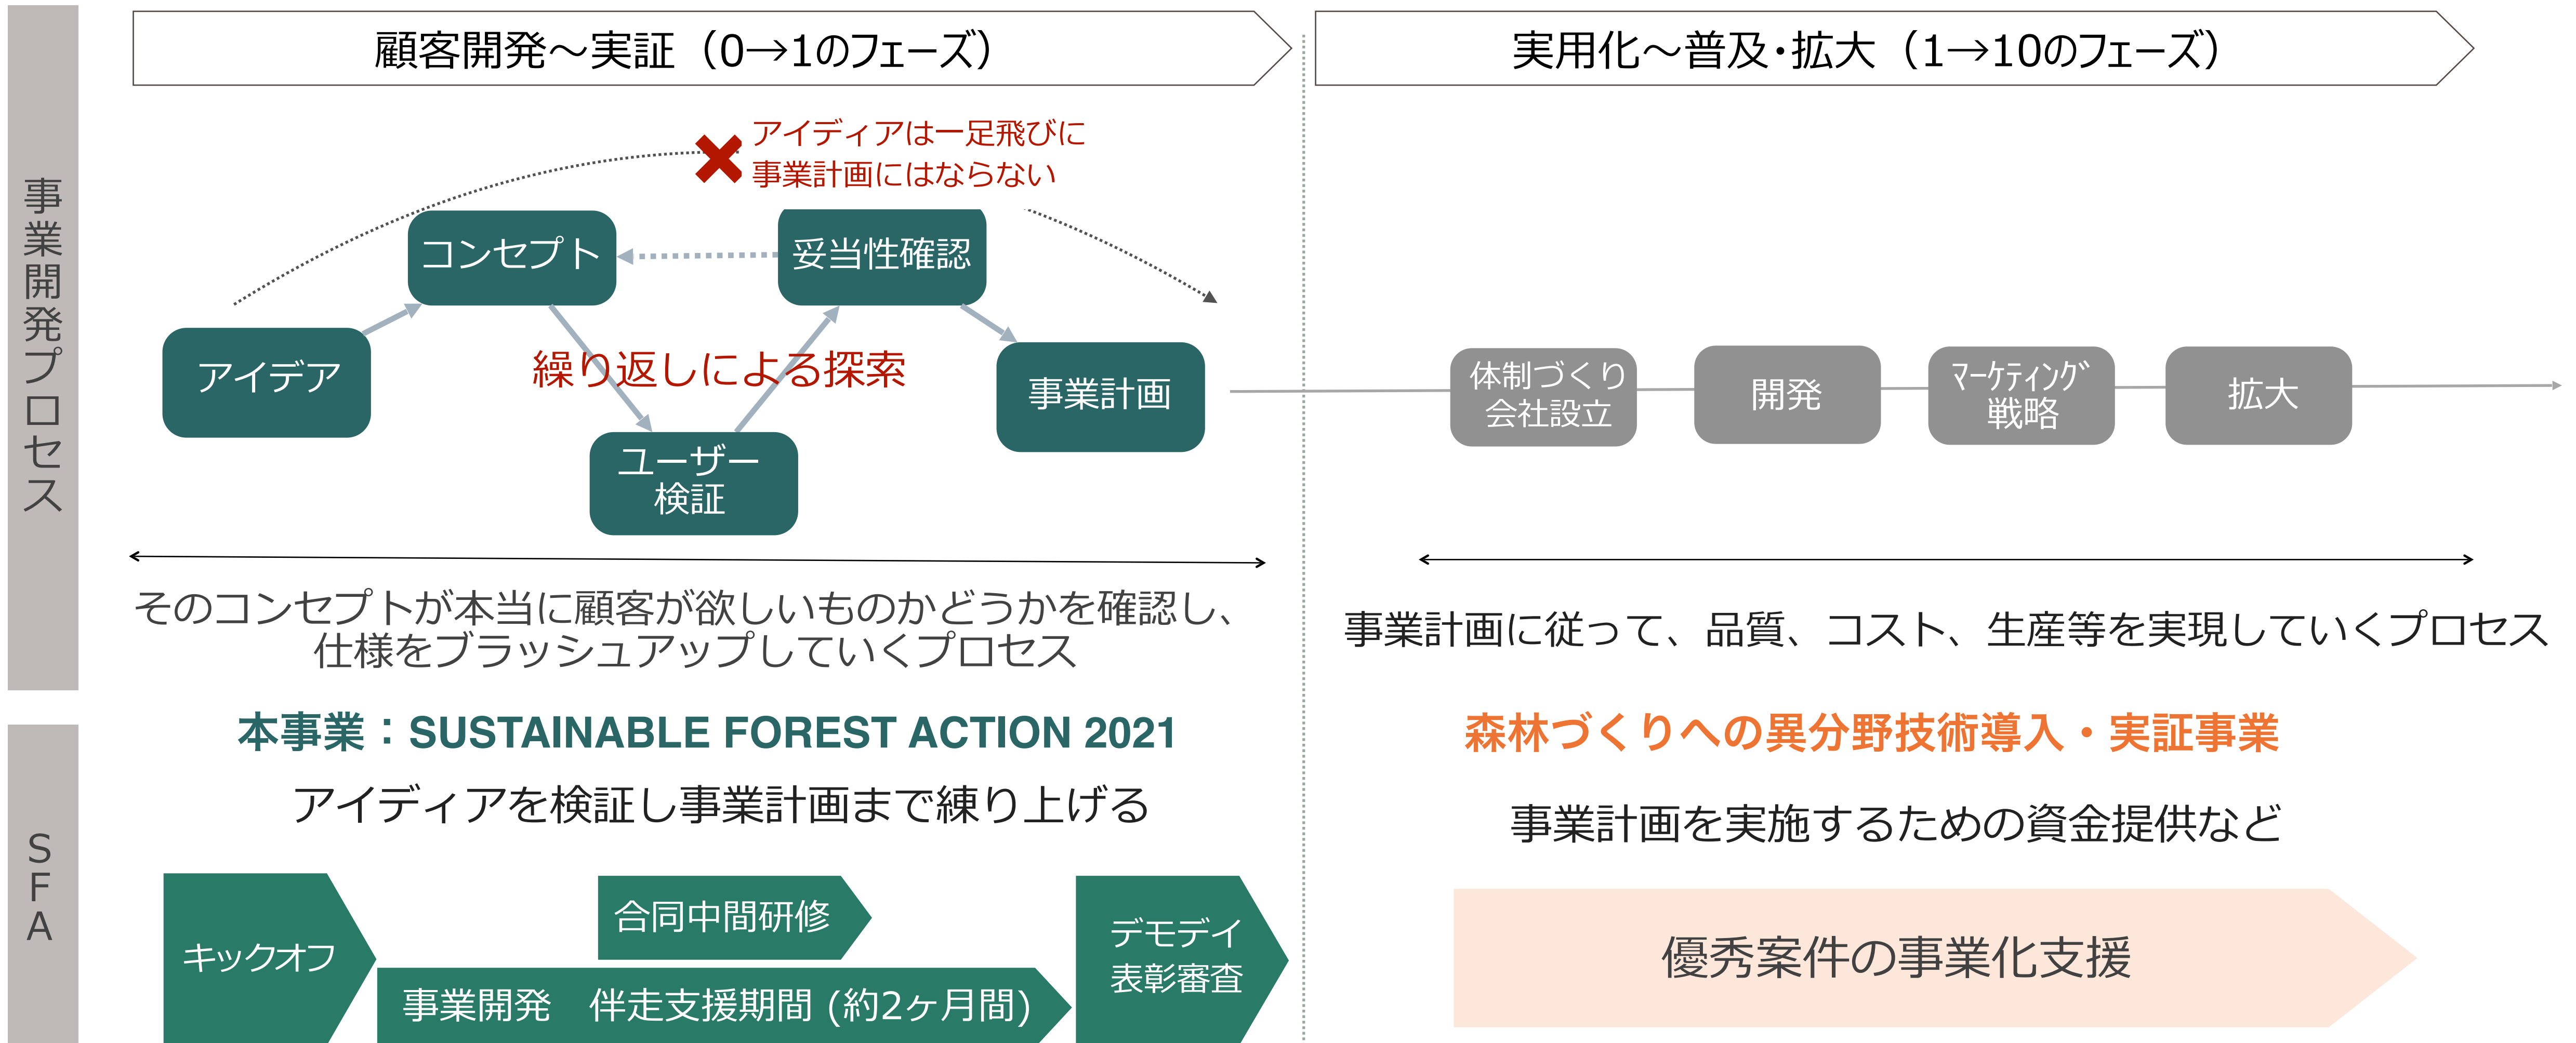 事業開発プロセス
顧客開発～実証（0→1のフェーズ）
実用化～普及・拡大（1→10のフェーズ）
アイディアは一足飛びに
事業計画にはならない
コンセプト
妥当性確認
アイデア
繰り返しによる探索
事業計画
ユーザー
検証
体制づくり
会社設立
開発
ﾏｰｹﾃｨﾝｸﾞ
戦略
拡大
そのコンセプトが本当に顧客が欲しいものかどうかを確認し、
仕様をブラッシュアップしていくプロセス
事業計画に従って、品質、コスト、生産等を実現していくプロセス
SFA
本事業：SUSTAINABLE FOREST ACTION 2021
アイディアを検証し事業計画まで練り上げる
森林づくりへの異分野技術導入・実証事業
事業計画を実施するための資金提供など
キックオフ
合同中間研修
事業開発　伴走支援期間 (約2ヶ月間)
デモデイ
表彰審査
優秀案件の事業化支援